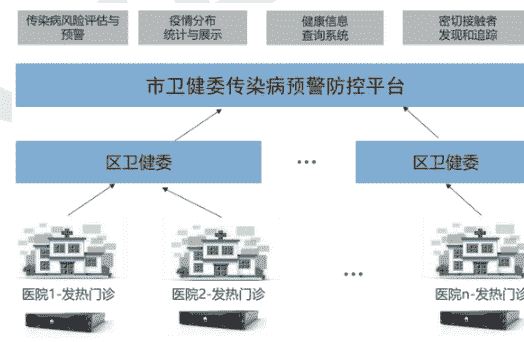 传染病风险评估与
预警
疫情分布
统计与展示
健康信息
查询系统
密切接触者
发现和追踪
市卫健委传染病预警防控平台
区卫健委
...
区卫健委
医院1-发热门诊
医院2-发热门诊
...
医院n-发热门诊